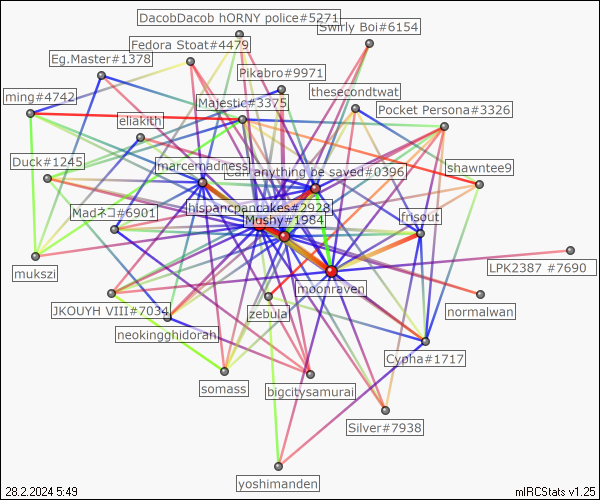 DacobDacob hORNY police#5271
Swirly Boi#6154
Fedora Stoat#4479
Eg.Master#1378
Pikabro#9971
thesecondtwat
ming#4742
Majestic#3375
Pocket Persona#3326
eliakith
marcemadness
Can anything be saved#0396
shawntee9
Duck#1245
Madネコ#6901
hispancpancakes#2928
Mushy#1984
frisout
mukszi
LPK2387 #7690
moonraven
JKOUYH VIII#7034
zebula
normalwan
neokingghidorah
Cypha#1717
somass
bigcitysamurai
Silver#7938
yoshimanden
28.2.2024 5:49
mIRCStats v1.25